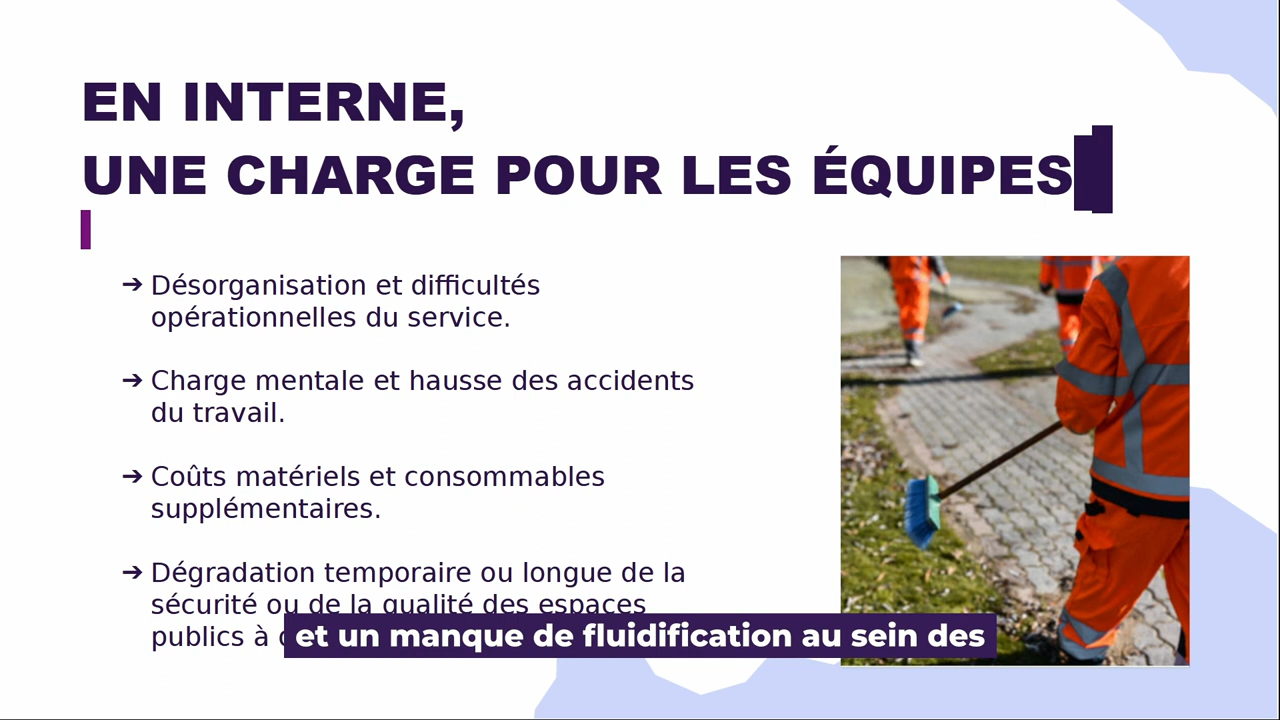 EN INTERNE,
UNE CHARGE POUR LES ÉQUIPES
➔ Désorganisation et difficultés
opérationnelles du service.
➔ Charge mentale et hausse des accidents
du travail.
➔ Coûts matériels et consommables
supplémentaires.
➔ Dégradation temporaire ou longue de la
sécurité ou de la qualité des espaces
publics à
et un manque de fluidification au sein des